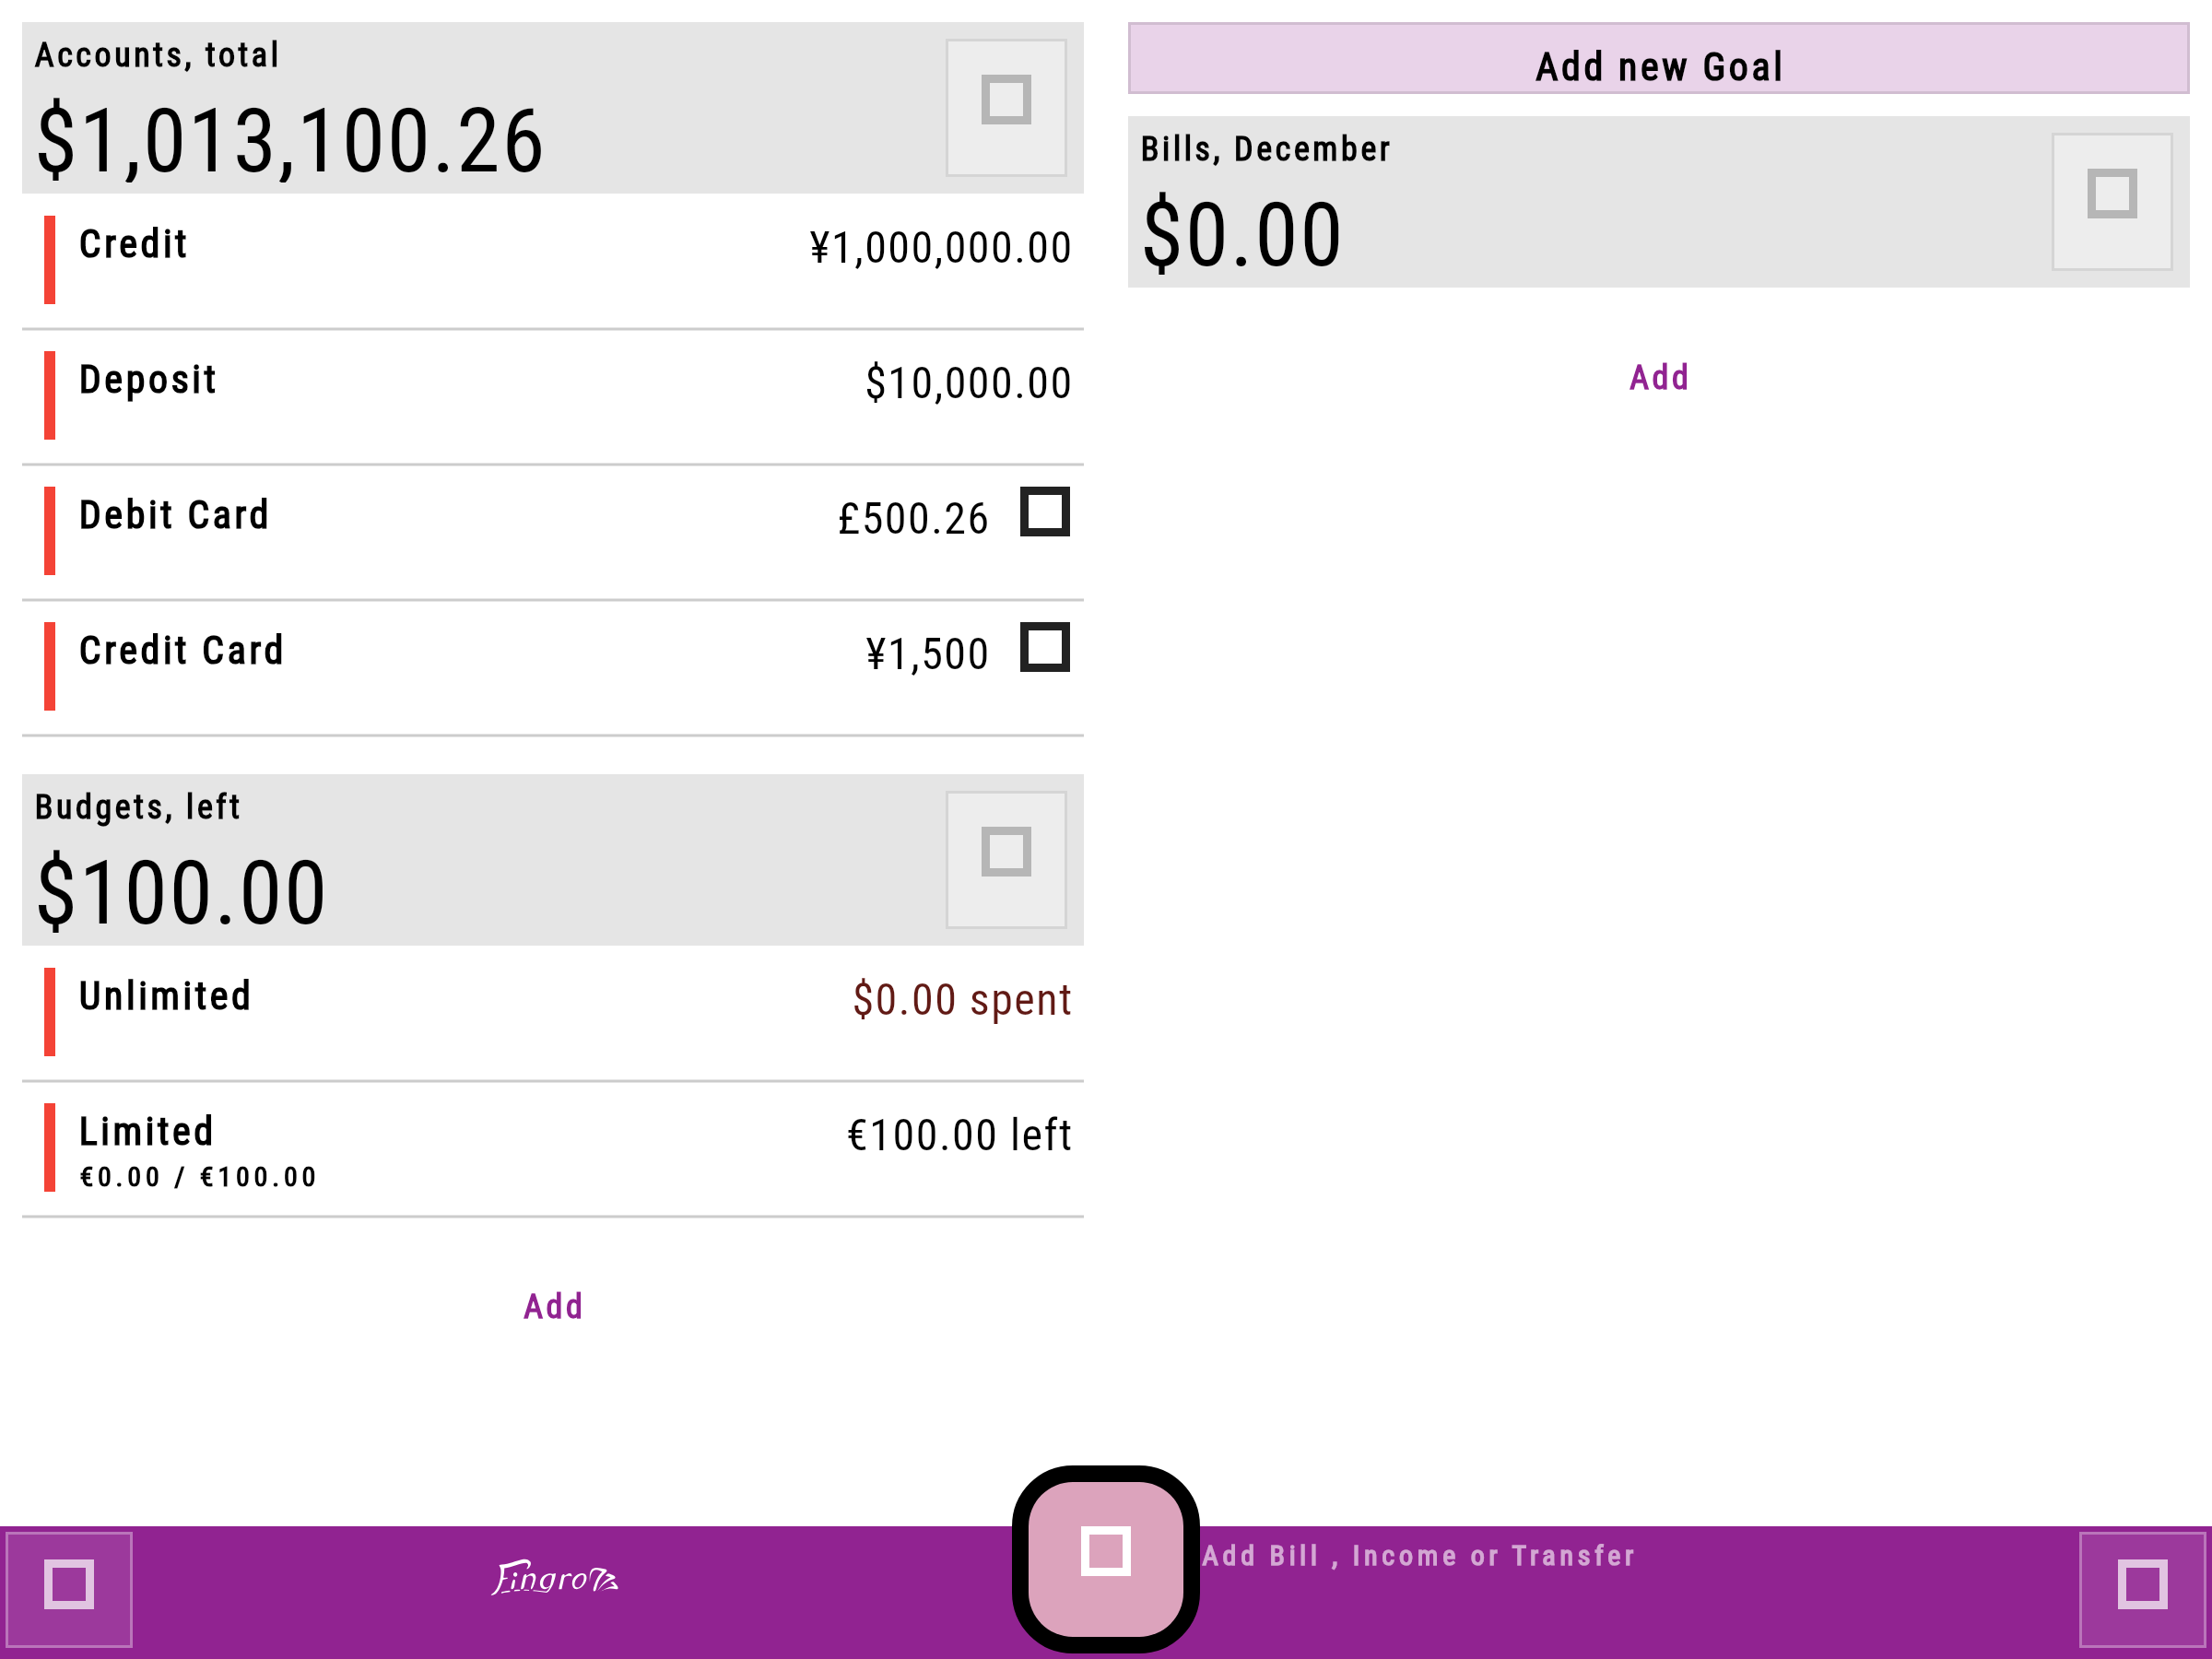 Accounts, total
$1,013,100.26
Credit
¥1,000,000.00
Deposit
$10,000.00
Debit Card
£500.26
Credit Card
¥1,500
Budgets, left
$100.00
Unlimited
$0.00 spent
Limited
€100.00 left
€0.00 / €100.00
Add
Add new Goal
Bills, December
$0.00
Add
Fingro
Add Bill , Income or Transfer